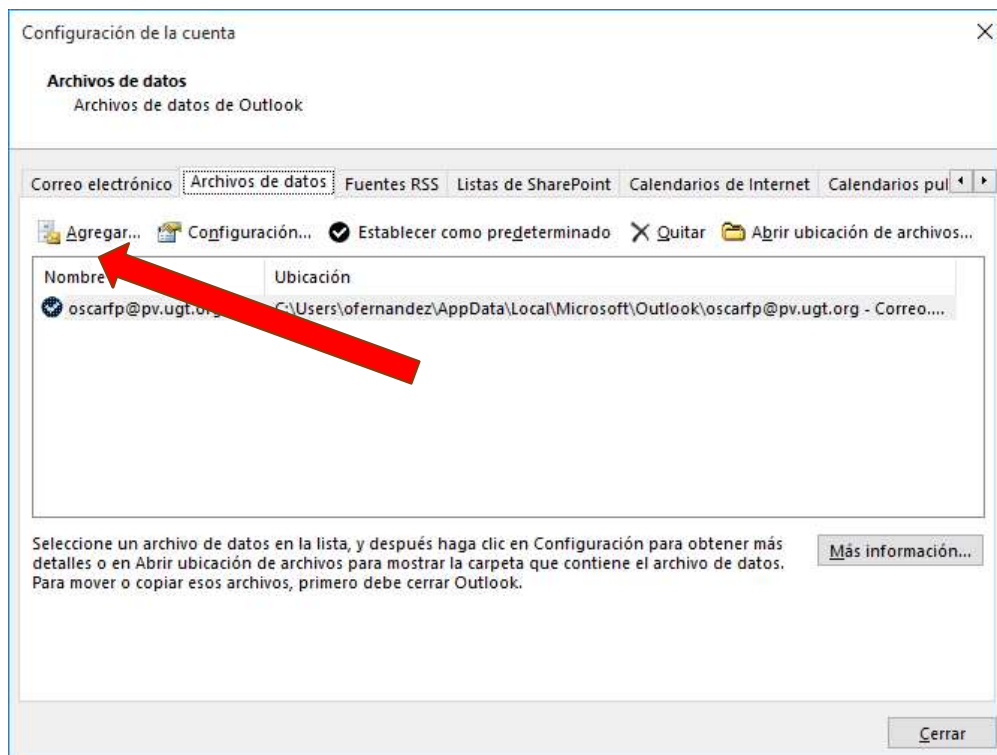 Configuración de la cuenta
Archivos de datos
Archivos de datos de Outlook
Correo electrónico Archivos de datos Fuentes RSS Listas de SharePoint Calendarios de Internet Calendarios pul
Agregar... Configuración... Establecer como predeterminado Quitar Abrir ubicación de archivos...
Nombre Ubicación
oscarfp@pv.ugt.org C:\Users\ofernandez\AppData\Local\Microsoft\Outlook\oscarfp@pv.ugt.org - Correo....
Seleccione un archivo de datos en la lista, y después haga clic en Configuración para obtener más
detalles o en Abrir ubicación de archivos para mostrar la carpeta que contiene el archivo de datos.
Para mover o copiar esos archivos, primero debe cerrar Outlook.
Más información...
Cerrar